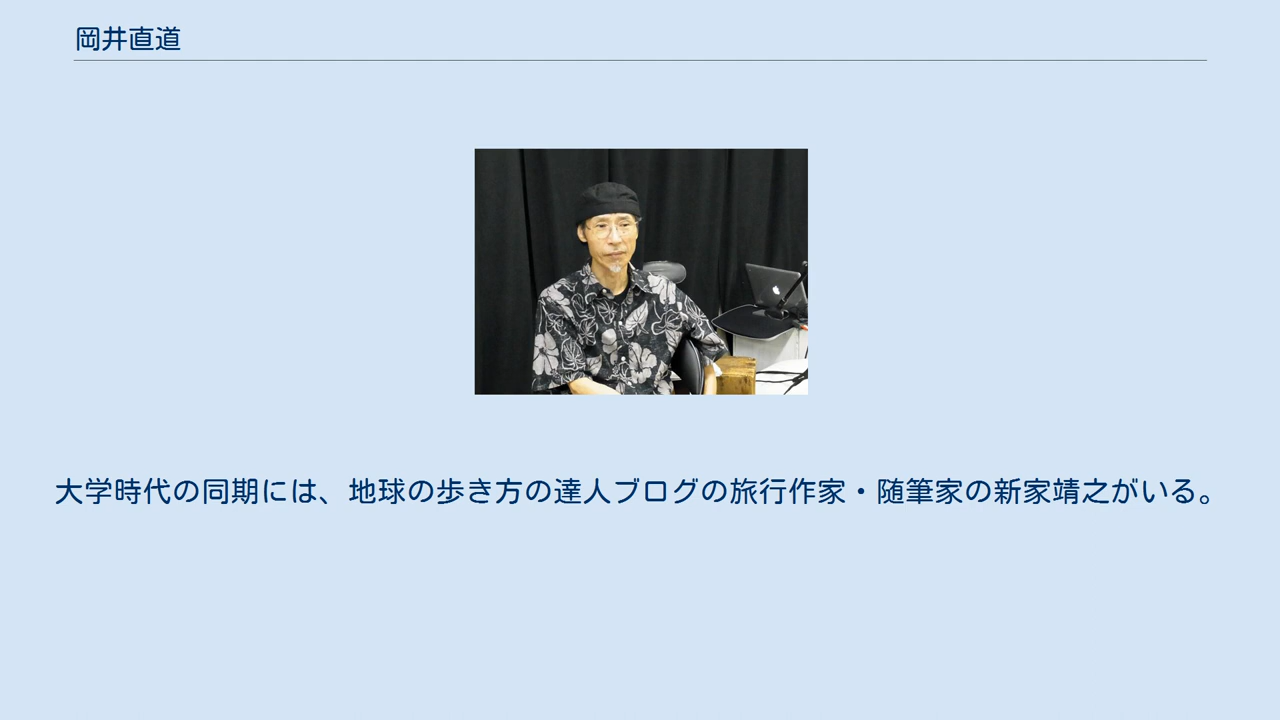 岡井直道
大学時代の同期には、地球の歩き方の達人ブログの旅行作家・随筆家の新家靖之がいる。